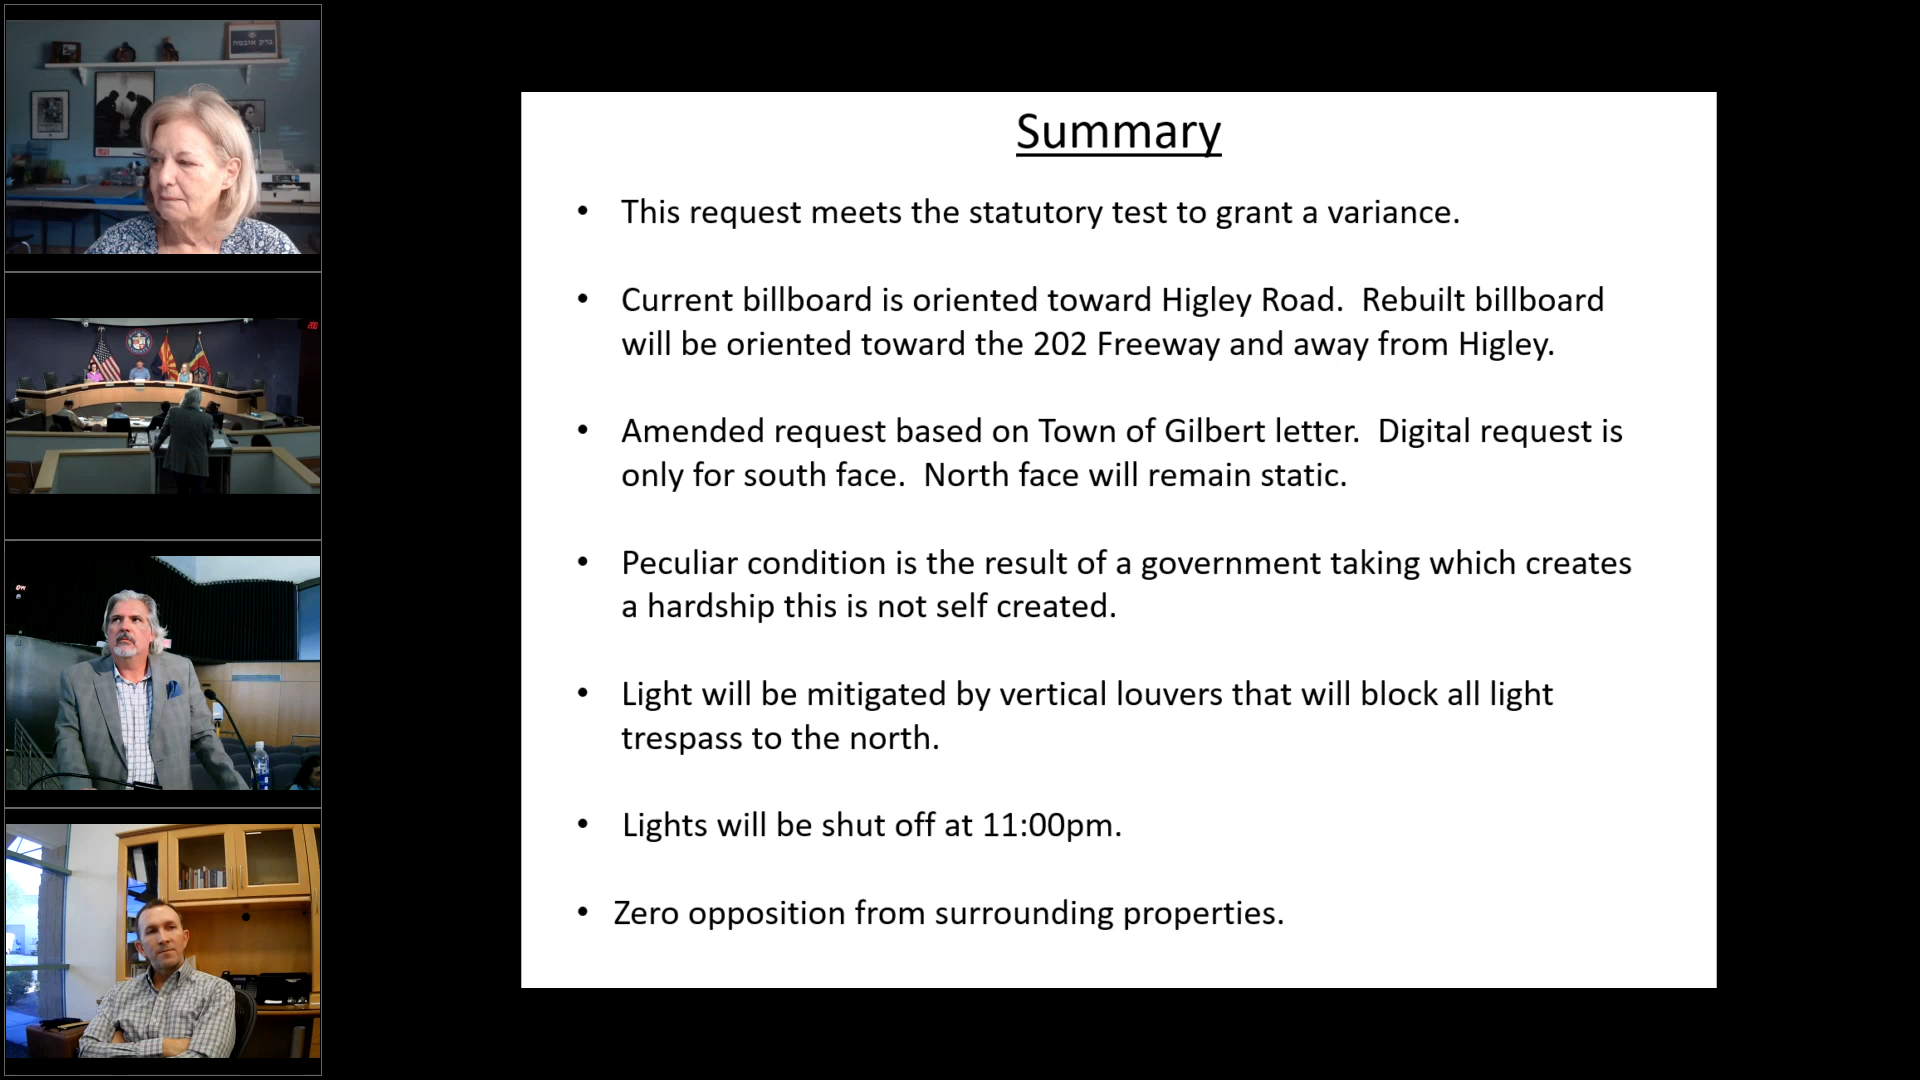 ברק אובמה
LIFE
Summary
• This request meets the statutory test to grant a variance.
• Current billboard is oriented toward Higley Road. Rebuilt billboard
will be oriented toward the 202 Freeway and away from Higley.
• Amended request based on Town of Gilbert letter. Digital request is
only for south face. North face will remain static.
• Peculiar condition is the result of a government taking which creates
a hardship this is not self created.
• Light will be mitigated by vertical louvers that will block all light
trespass to the north.
• Lights will be shut off at 11:00pm.
• Zero opposition from surrounding properties.